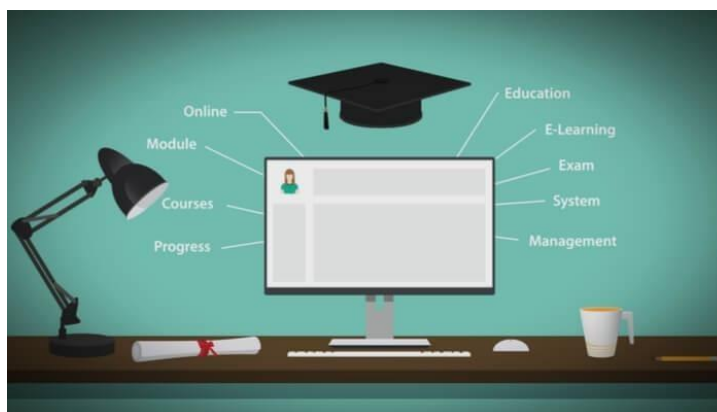 Online
Module
Courses
Progress
Education
E-Learning
Exam
System
Management